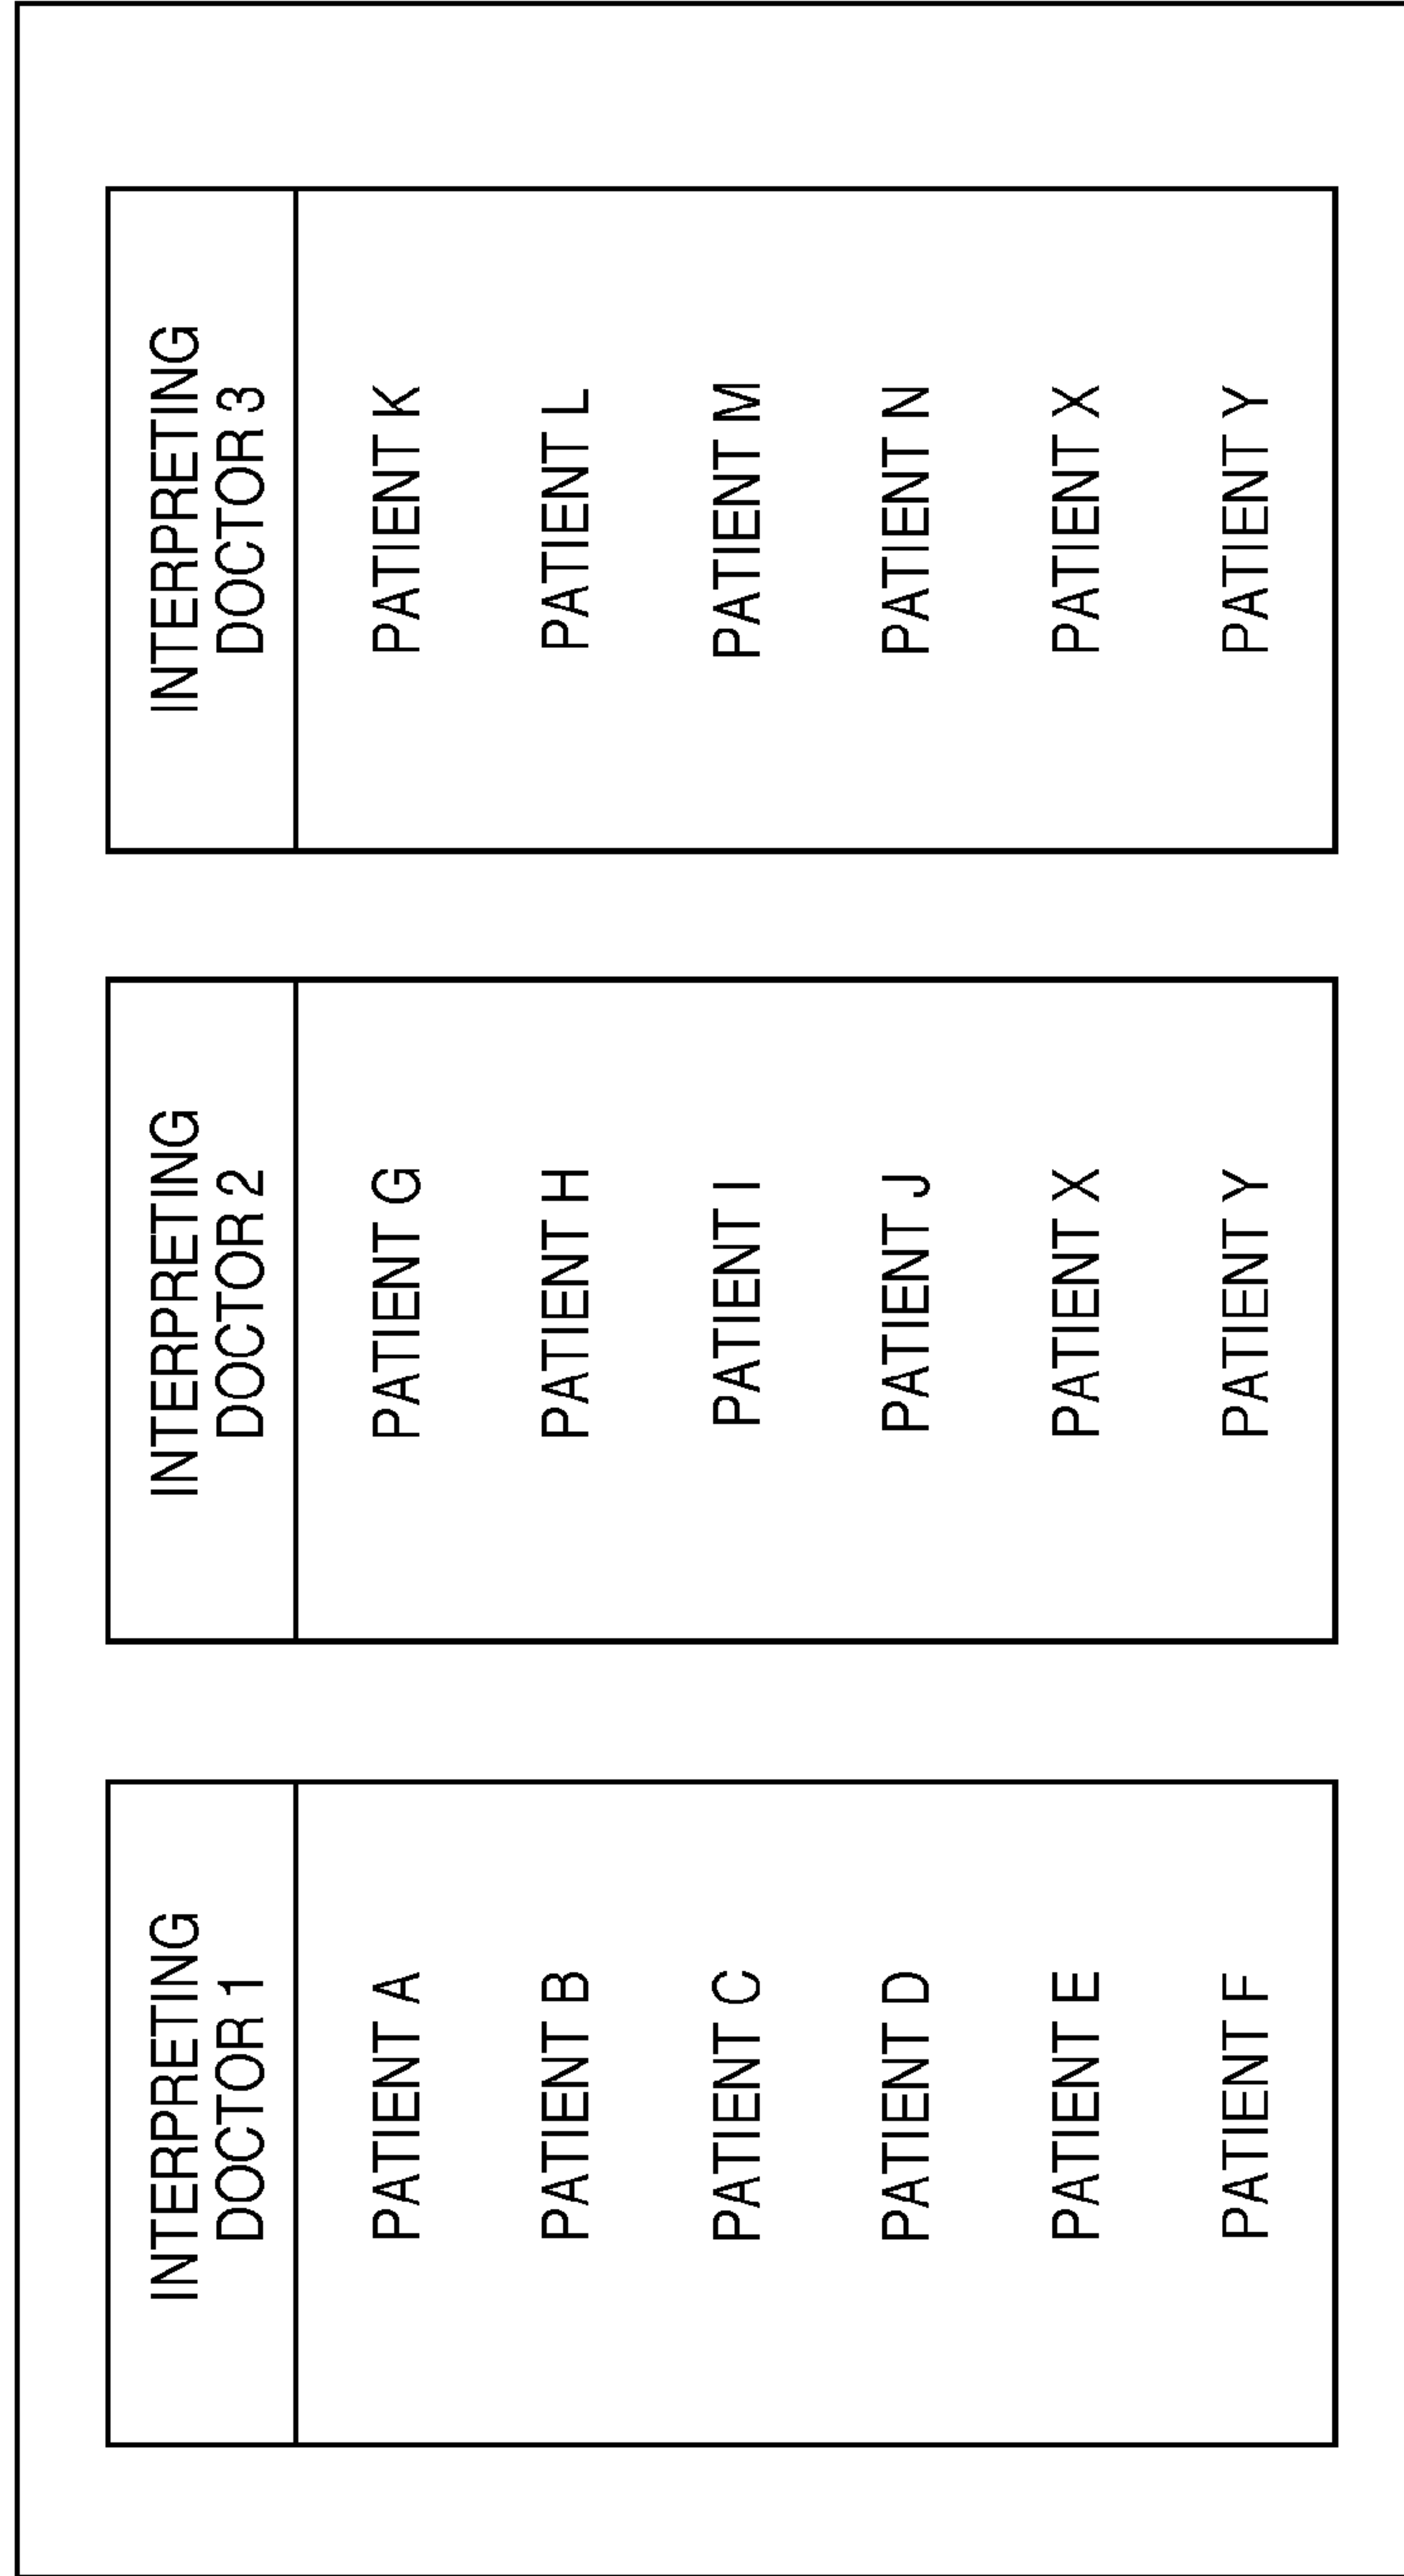 INTERPRETING
DOCTOR 1
PATIENT A
PATIENT B
PATIENT C
PATIENT D
PATIENT E
PATIENT F
INTERPRETING
DOCTOR 2
PATIENT G
PATIENT H
PATIENT I
PATIENT J
PATIENT X
PATIENT Y
INTERPRETING
DOCTOR 3
PATIENT K
PATIENT L
PATIENT M
PATIENT N
PATIENT X
PATIENT Y